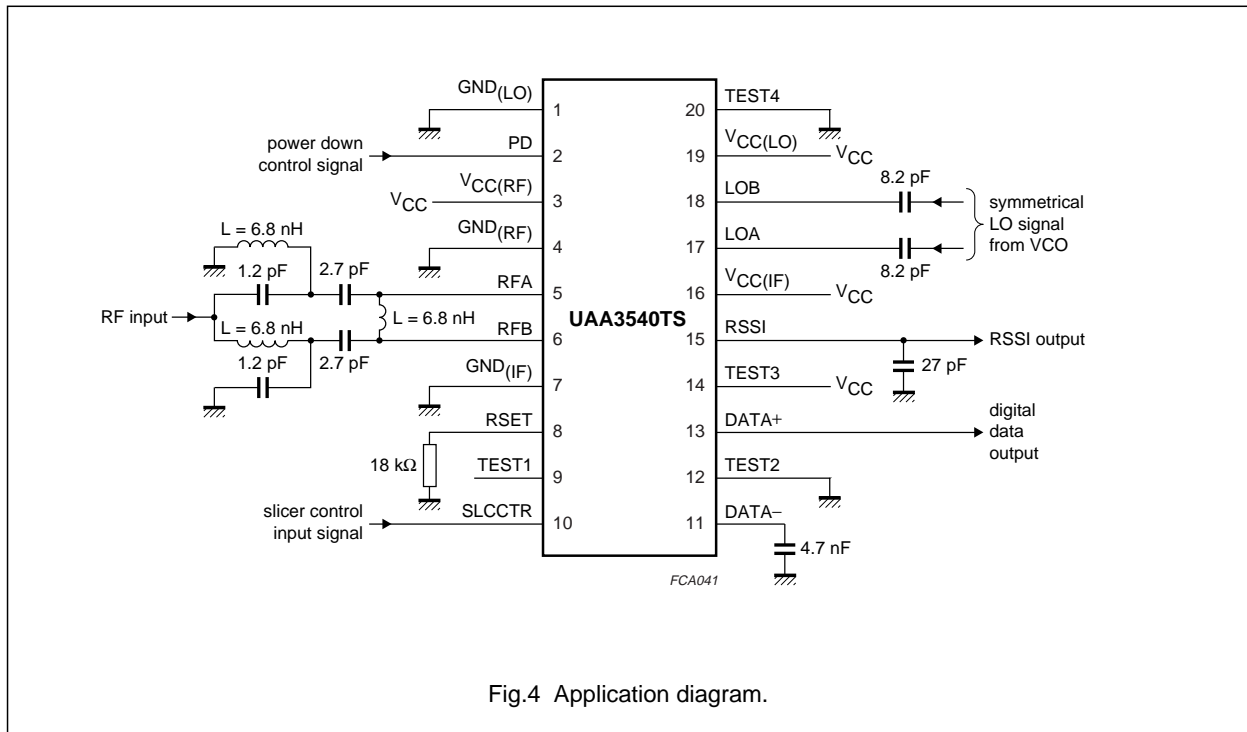 GND(LO)
1
power down
control signal
PD
2
VCC(RF)
VCC
3
GND(RF)
4
L = 6.8 nH
1.2 pF
2.7 pF
RFA
5
RF input
L = 6.8 nH
L = 6.8 nH
RFB
6
1.2 pF
2.7 pF
GND(IF)
7
RSET
8
18 kΩ
TEST1
9
slicer control
input signal
SLCCTR
10
UAA3540TS
20
TEST4
19
VCC(LO)
VCC
8.2 pF
18
LOB
symmetrical
LO signal
from VCO
17
LOA
8.2 pF
16
VCC(IF)
VCC
15
RSSI
RSSI output
27 pF
14
TEST3
VCC
13
DATA+
digital
data
output
12
TEST2
11
DATA−
4.7 nF
FCA041
Fig.4 Application diagram.